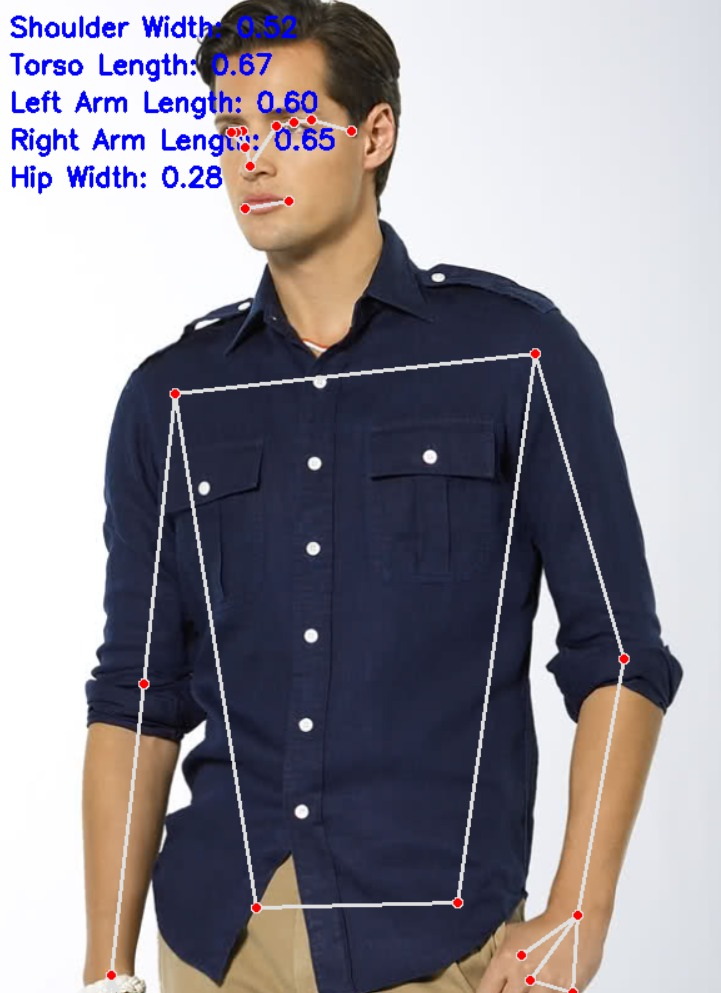 Shoulder Width: 0.52
Torso Length: 0.67
Left Arm Length: 0.60
Right Arm Length: 0.65
Hip Width: 0.28